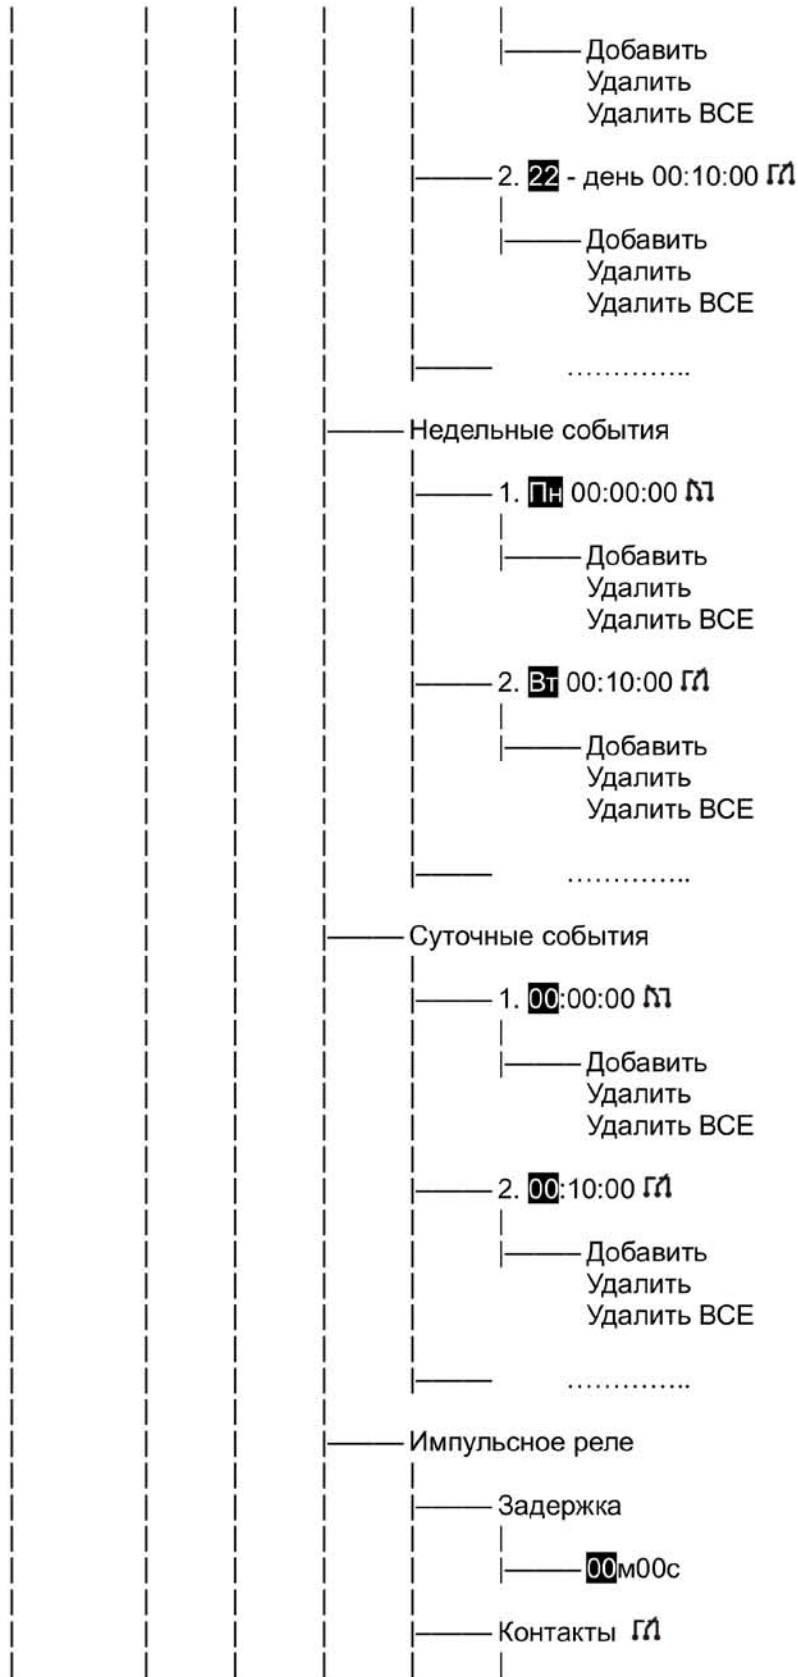 Добавить
Удалить
Удалить ВСЕ
2. 22 - день 00:10:00
Добавить
Удалить
Удалить ВСЕ
..............
Недельные события
1. Пн 00:00:00
Добавить
Удалить
Удалить ВСЕ
2. Вт 00:10:00
Добавить
Удалить
Удалить ВСЕ
..............
Суточные события
1. 00:00:00
Добавить
Удалить
Удалить ВСЕ
2. 00:10:00
Добавить
Удалить
Удалить ВСЕ
..............
Импульсное реле
Задержка
00м00с
Контакты